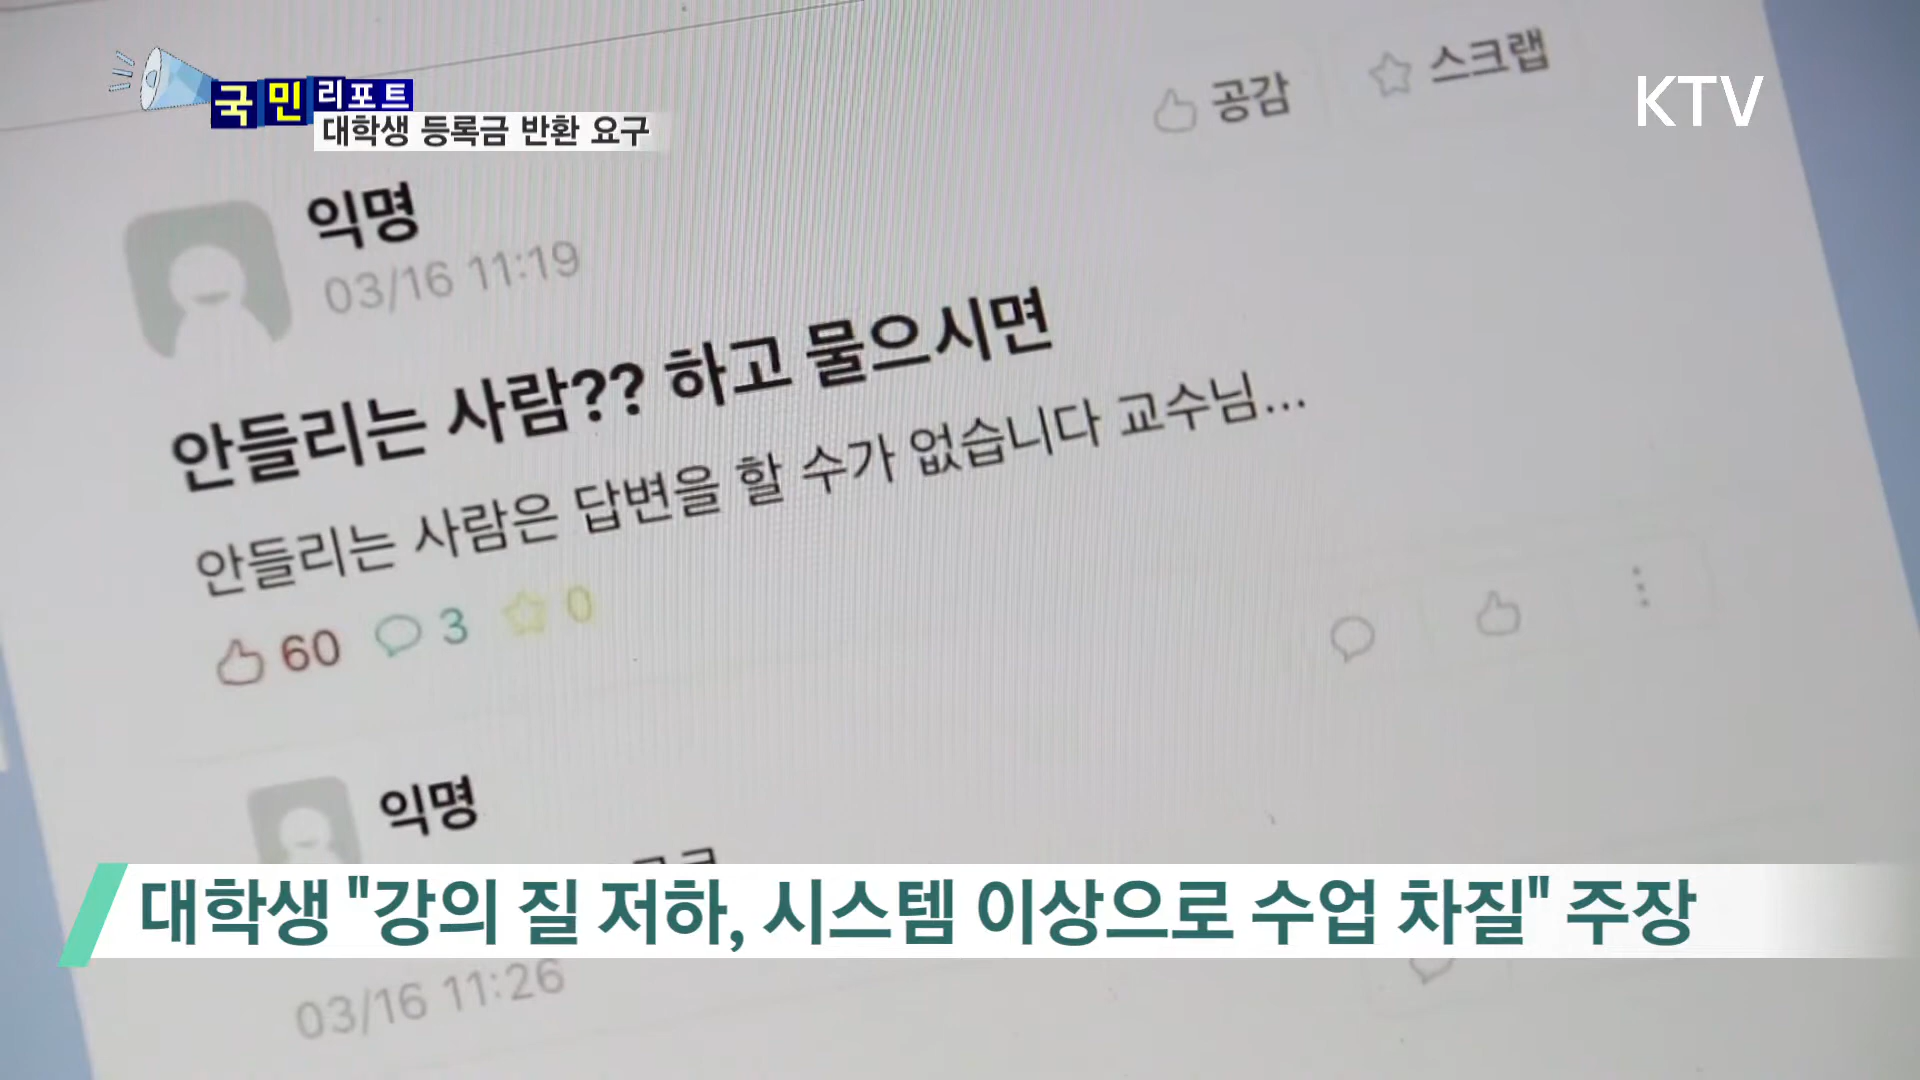 국민리포트
대학생 등록금 반환 요구
KTV
공감
스크랩
익명
03/16 11:19
안들리는 사람?? 하고 물으시면
안들리는 사람은 답변을 할 수가 없습니다 교수님...
60 3 0
익명
대학생 "강의 질 저하, 시스템 이상으로 수업 차질" 주장
03/16 11:26